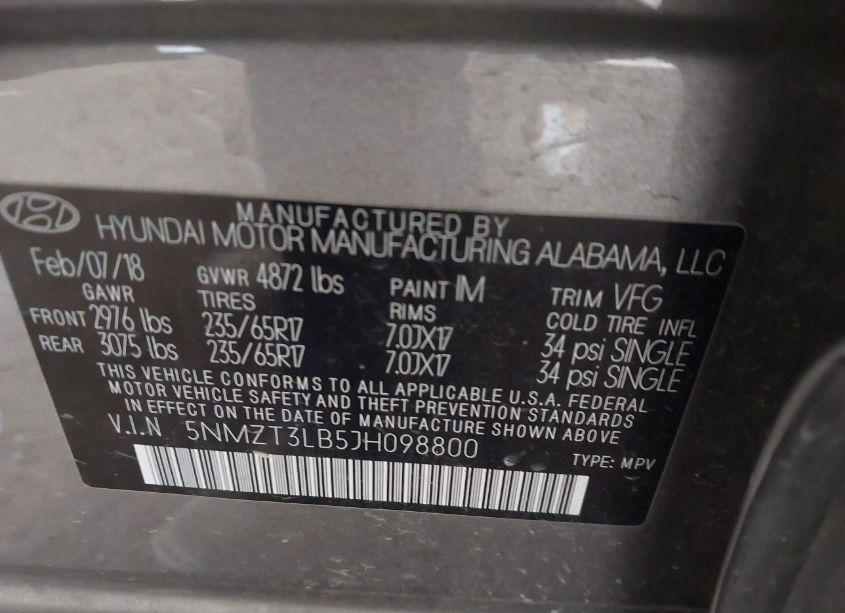 MANUFACTURED BY
HYUNDAI MOTOR MANUFACTURING ALABAMA, LLC
Feb/07/18 GVWR 4872 lbs PAINT IM TRIM VFG
GAWR TIRES RIMS COLD TIRE INFL
FRONT 2976 lbs 235/65R17 7.0JX17 34 psi SINGLE
REAR 3075 lbs 235/65R17 7.0JX17 34 psi SINGLE
THIS VEHICLE CONFORMS TO ALL APPLICABLE U.S.A. FEDERAL
MOTOR VEHICLE SAFETY AND THEFT PREVENTION STANDARDS
IN EFFECT ON THE DATE OF MANUFACTURE SHOWN ABOVE.
V.I.N 5NMZT3LB5JH098800 TYPE: MPV